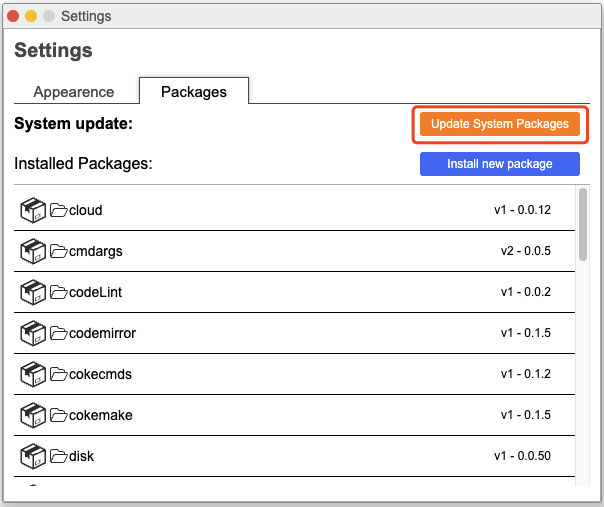 Settings
Settings
Appearence
Packages
System update:
Update System Packages
Installed Packages:
Install new package
cloud
v1 - 0.0.12
cmdargs
v2 - 0.0.5
codeLint
v1 - 0.0.2
codemirror
v1 - 0.1.5
cokecmds
v1 - 0.1.2
cokemake
v1 - 0.1.5
disk
v1 - 0.0.50